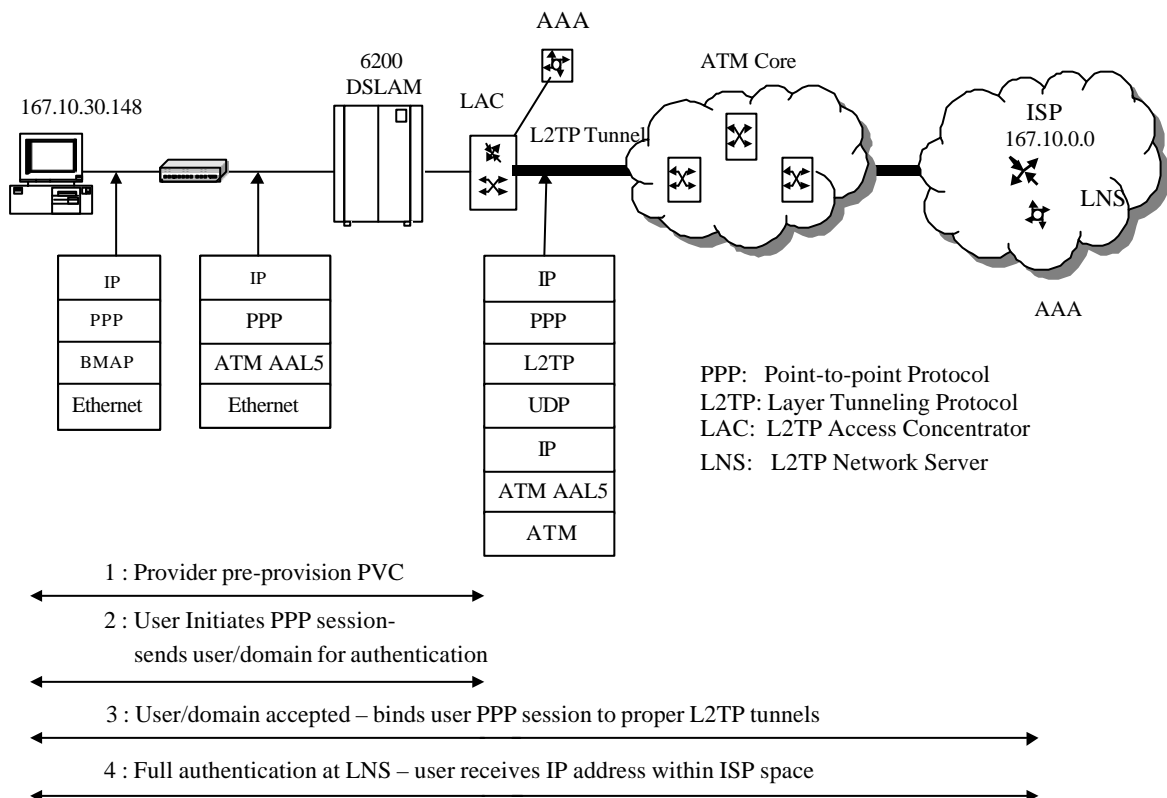 AAA
6200
DSLAM
ATM Core
167.10.30.148
LAC
L2TP Tunnel
ISP
167.10.0.0
LNS
AAA
IP
PPP
BMAP
Ethernet
IP
PPP
ATM AAL5
Ethernet
IP
PPP
L2TP
UDP
IP
ATM AAL5
ATM
PPP: Point-to-point Protocol
L2TP: Layer Tunneling Protocol
LAC: L2TP Access Concentrator
LNS: L2TP Network Server
1 : Provider pre-provision PVC
2 : User Initiates PPP session-
sends user/domain for authentication
3 : User/domain accepted – binds user PPP session to proper L2TP tunnels
4 : Full authentication at LNS – user receives IP address within ISP space